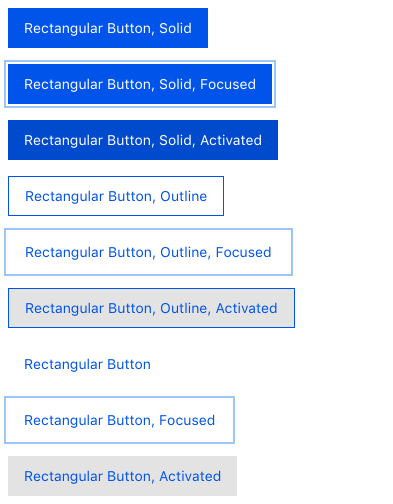 Rectangular Button, Solid
Rectangular Button, Solid, Focused
Rectangular Button, Solid, Activated
Rectangular Button, Outline
Rectangular Button, Outline, Focused
Rectangular Button, Outline, Activated
Rectangular Button
Rectangular Button, Focused
Rectangular Button, Activated